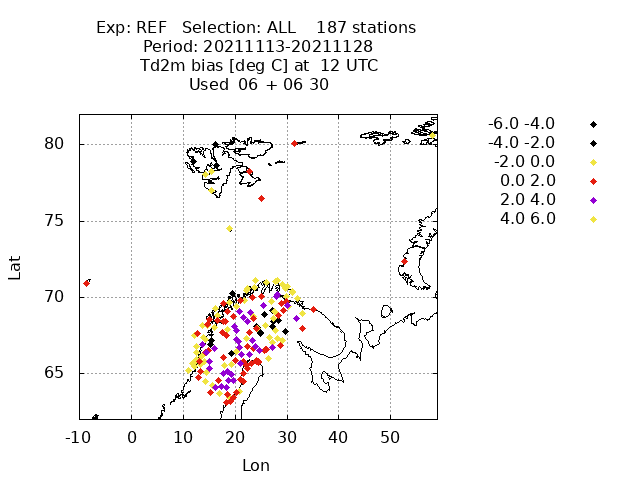 Exp: REF   Selection: ALL    187 stations
Period: 20211113-20211128
Td2m bias [deg C] at  12 UTC
Used  06 + 06 30
-6.0 -4.0
-4.0 -2.0
-2.0 0.0
0.0 2.0
2.0 4.0
4.0 6.0
80
75
70
65
Lat
-10 0 10 20 30 40 50
Lon